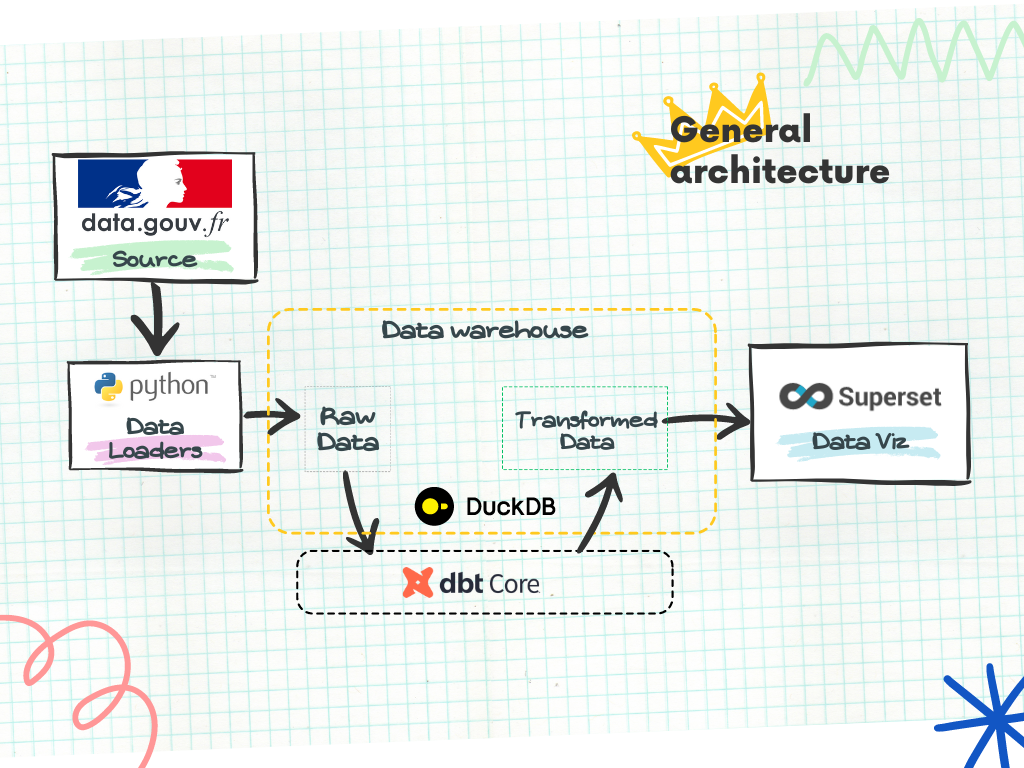 General
architecture
data.gouv.fr
Source
Data warehouse
python™
Data
Loaders
Raw
Data
Transformed
Data
Superset
Data Viz
DuckDB
dbt Core